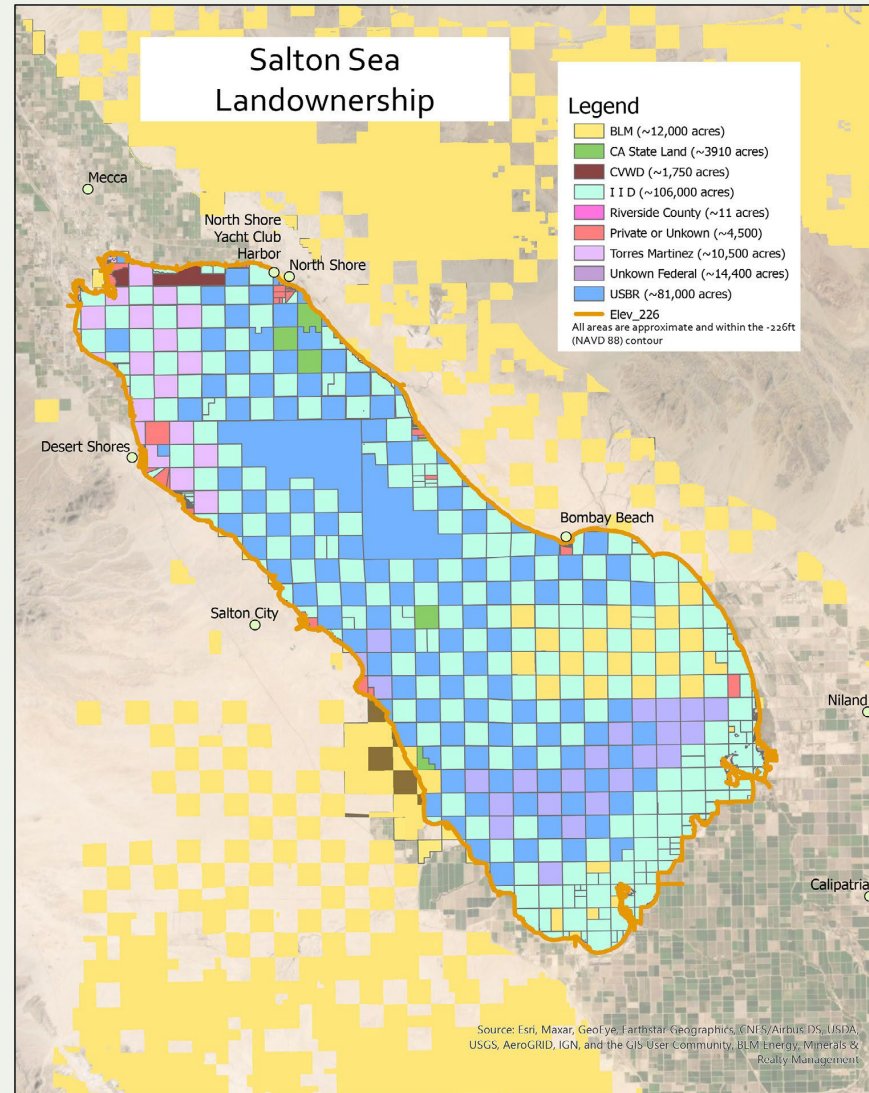 Salton Sea
Landownership
Legend
BLM (~12,000 acres)
CA State Land (~3910 acres)
CVWD (~1,750 acres)
I I D (~106,000 acres)
Riverside County (~11 acres)
Private or Unkown (~4,500)
Torres Martinez (~10,500 acres)
Unkown Federal (~14,400 acres)
USBR (~81,000 acres)
Elev_226
All areas are approximate and within the -226ft
(NAVD 88) contour
Mecca
North Shore
Yacht Club
Harbor
North Shore
Desert Shores
Bombay Beach
Salton City
Niland
Calipatria
Source: Esri, Maxar, GeoEye, Earthstar Geographics, CNES/Airbus DS, USDA,
USGS, AeroGRID, IGN, and the GIS User Community, BLM Energy, Minerals &
Realty Management